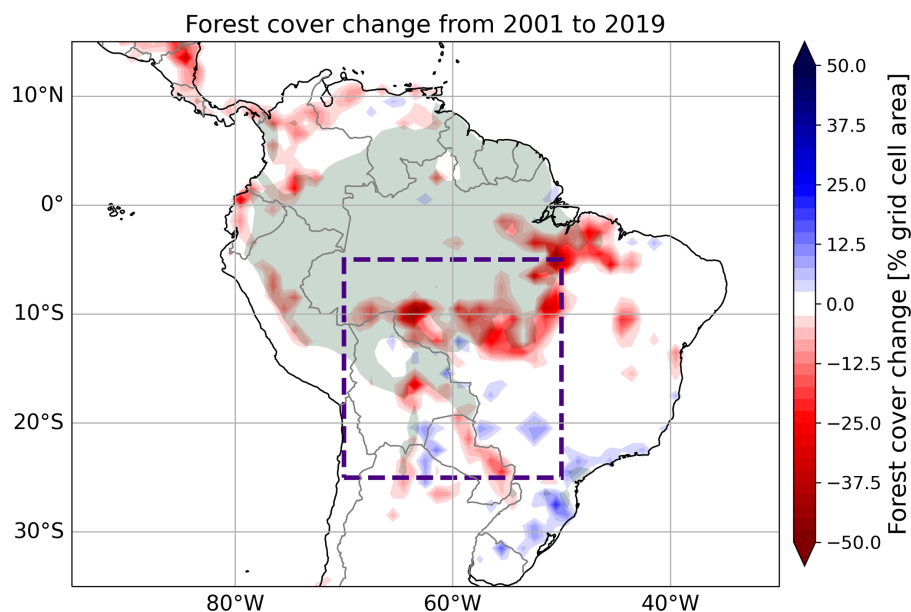 Forest cover change from 2001 to 2019
10°N
0°
10°S
20°S
30°S
80°W 60°W 40°W
50.0
37.5
25.0
12.5
0.0
−12.5
−25.0
−37.5
−50.0
Forest cover change [% grid cell area]